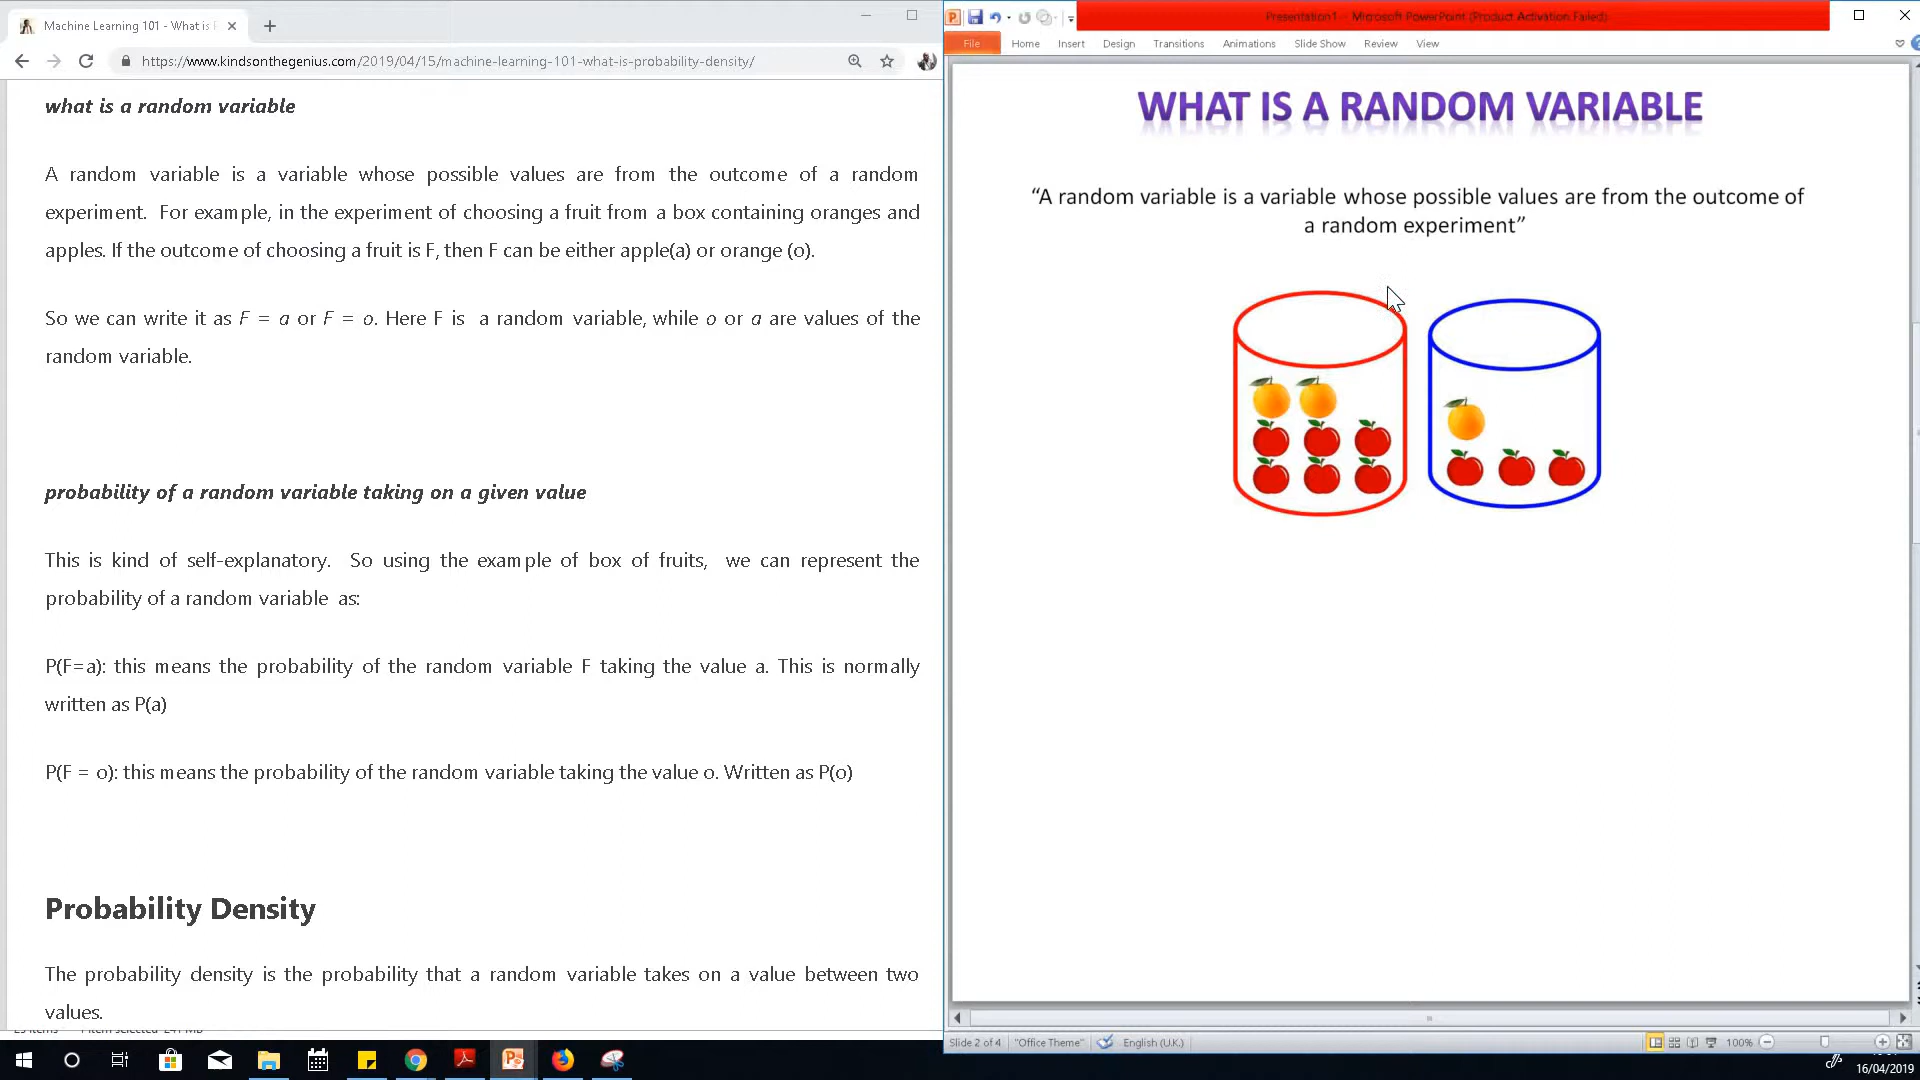 Machine Learning 101 - What is
https://www.kindsonthegenius.com/2019/04/15/machine-learning-101-what-is-probability-density/
what is a random variable
A random variable is a variable whose possible values are from the outcome of a random
experiment. For example, in the experiment of choosing a fruit from a box containing oranges and
apples. If the outcome of choosing a fruit is F, then F can be either apple(a) or orange (o).
So we can write it as F = a or F = o. Here F is a random variable, while o or a are values of the
random variable.
probability of a random variable taking on a given value
This is kind of self-explanatory. So using the example of box of fruits, we can represent the
probability of a random variable as:
P(F=a): this means the probability of the random variable F taking the value a. This is normally
written as P(a)
P(F = o): this means the probability of the random variable taking the value o. Written as P(o)
Probability Density
The probability density is the probability that a random variable takes on a value between two
values.
Presentation1 - Microsoft PowerPoint (Product Activation Failed)
File Home Insert Design Transitions Animations Slide Show Review View
WHAT IS A RANDOM VARIABLE
“A random variable is a variable whose possible values are from the outcome of
a random experiment”
Slide 2 of 4 "Office Theme" English (U.K.) 100%
16/04/2019